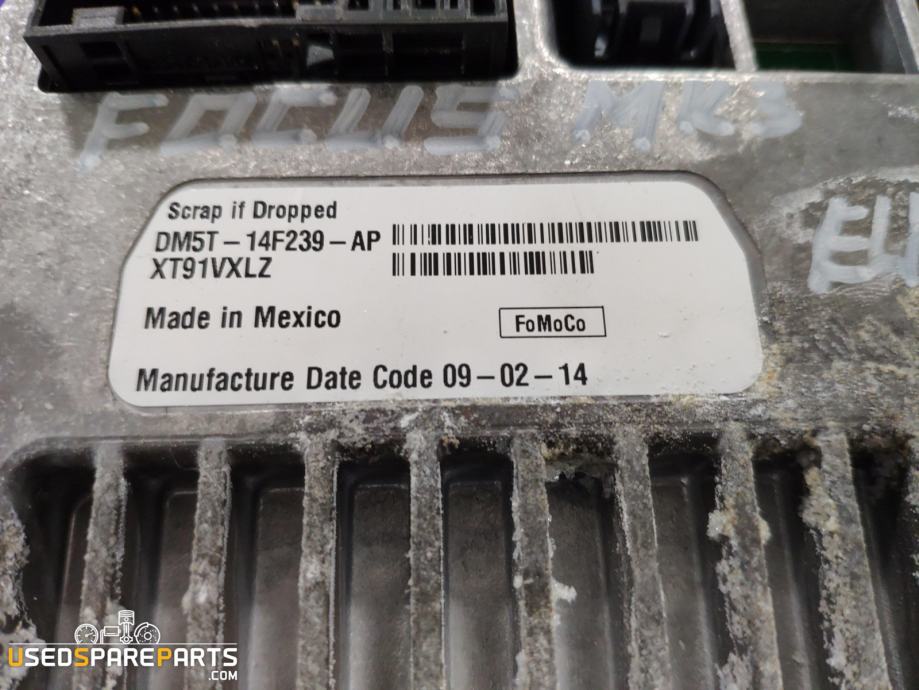 FOCUS MK3
Scrap if Dropped
DM5T-14F239-AP
XT91VXLZ
Made in Mexico
FoMoCo
Manufacture Date Code 09-02-14
USEDSPAREPARTS
.COM